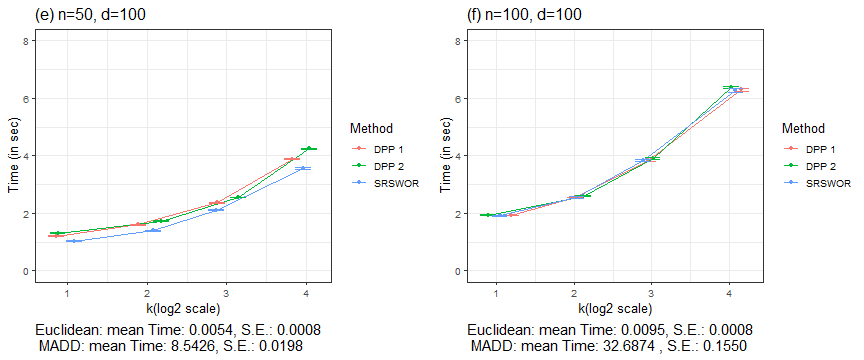 (e) n=50, d=100
8
6
4
2
0
Time (in sec)
1 2 3 4
k(log2 scale)
Method
DPP 1
DPP 2
SRSWOR
Euclidean: mean Time: 0.0054, S.E.: 0.0008
MADD: mean Time: 8.5426, S.E.: 0.0198
(f) n=100, d=100
8
6
4
2
0
Time (in sec)
1 2 3 4
k(log2 scale)
Method
DPP 1
DPP 2
SRSWOR
Euclidean: mean Time: 0.0095, S.E.: 0.0008
MADD: mean Time: 32.6874 , S.E.: 0.1550